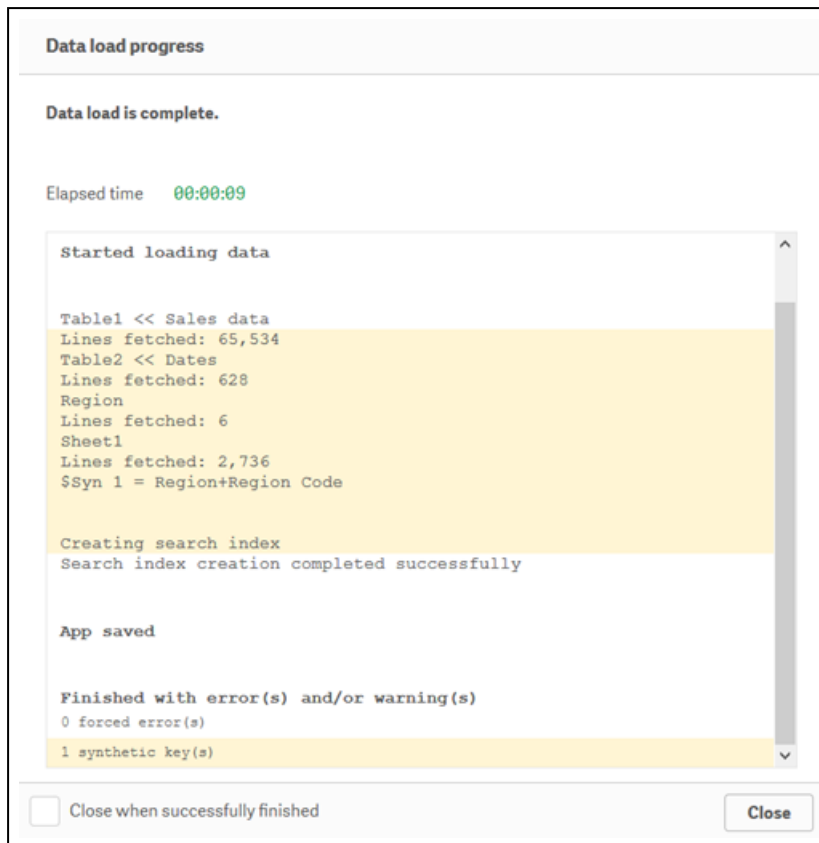 Data load progress
Data load is complete.
Elapsed time 00:00:09
Started loading data
Table1 << Sales data
Lines fetched: 65,534
Table2 << Dates
Lines fetched: 628
Region
Lines fetched: 6
Sheet1
Lines fetched: 2,736
$Syn 1 = Region+Region Code
Creating search index
Search index creation completed successfully
App saved
Finished with error(s) and/or warning(s)
0 forced error(s)
1 synthetic key(s)
Close when successfully finished
Close